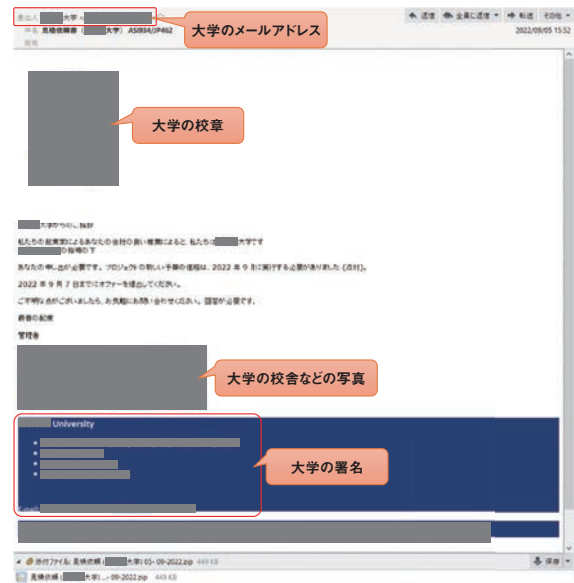 差出人 大学
返信 全員に返信 転送 その他
件名 見積依頼書 ( 大学) ASI934/JP462
2022/09/05 15:52
宛先
大学のメールアドレス
大学の校章
大学からのご挨拶
私たちの起業家によるあなたの会社の良い推薦によると、私たちは 大学です
の指導の下
あなたの申し出が必要です。プロジェクトの新しい予算の価格は、2022 年 9 月に実行する必要がありました (添付)。
2022 年 9 月 7 日までにオファーを提出してください。
ご不明な点がございましたら、お気軽にお問い合わせください。回答が必要です。
最善の配慮
管理者
大学の校舎などの写真
University
大学の署名
E-mail:
添付ファイル: 見積依頼 ( 大学) 05- 09-2022.zip 449 KB
保存
見積依頼 ( 大学) ...- 09-2022.zip 449 KB